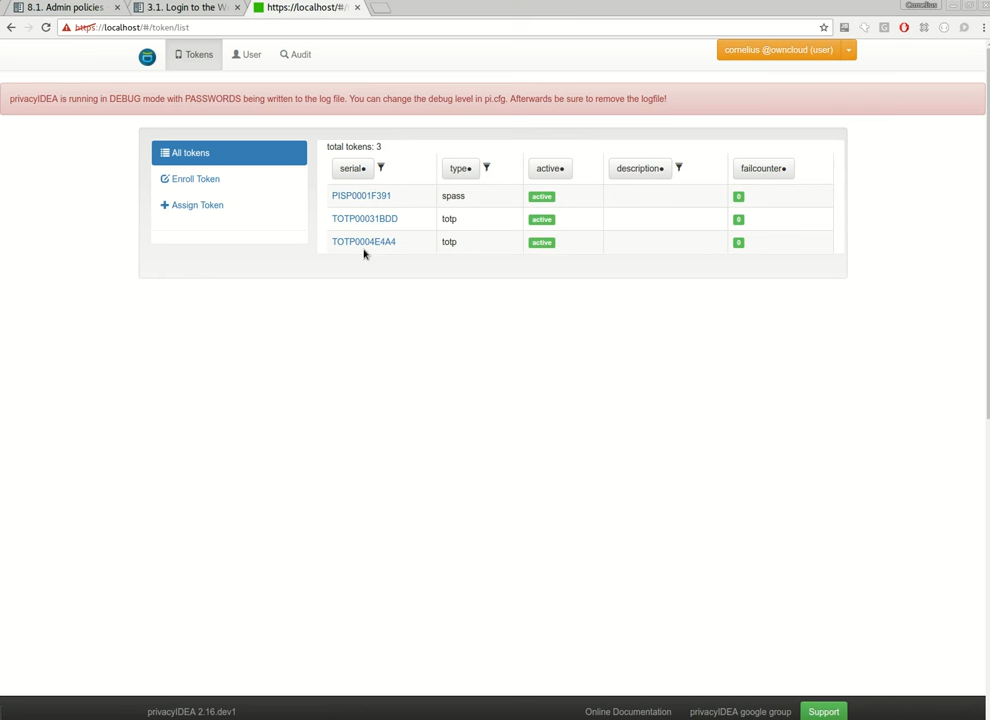 8.1. Admin policies
3.1. Login to the W
https://localhost/#/
Cornelius
https://localhost/#/token/list
Tokens
User
Audit
cornelius @owncloud (user)
privacyIDEA is running in DEBUG mode with PASSWORDS being written to the log file. You can change the debug level in pi.cfg. Afterwards be sure to remove the logfile!
All tokens
Enroll Token
Assign Token
total tokens: 3
serial type active description failcounter
PISP0001F391 spass active 0
TOTP00031BDD totp active 0
TOTP0004E4A4 totp active 0
privacyIDEA 2.16.dev1
Online Documentation
privacyIDEA google group
Support